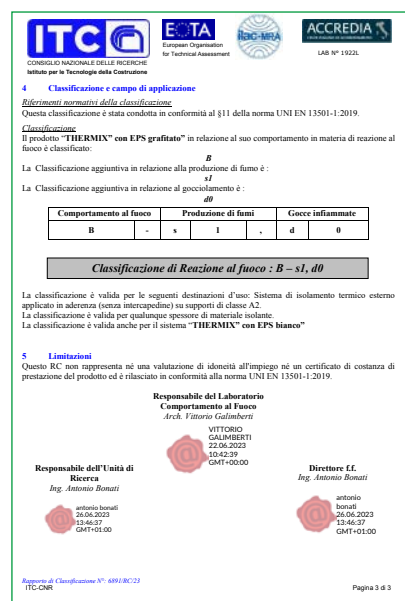 ITC
CONSIGLIO NAZIONALE DELLE RICERCHE
Istituto per le Tecnologie della Costruzione
EOTA
European Organisation
for Technical Assessment
ilac-MRA
ACCREDIA
LAB N° 1922L
4 Classificazione e campo di applicazione
Riferimenti normativi della classificazione
Questa classificazione è stata condotta in conformità al §11 della norma UNI EN 13501-1:2019.
Classificazione
Il prodotto “THERMIX” con EPS grafitato” in relazione al suo comportamento in materia di reazione al
fuoco è classificato:
B
La Classificazione aggiuntiva in relazione alla produzione di fumo è :
s1
La Classificazione aggiuntiva in relazione al gocciolamento è :
d0
Comportamento al fuoco Produzione di fumi Gocce infiammate
B - s 1 , d 0
Classificazione di Reazione al fuoco : B – s1, d0
La classificazione è valida per le seguenti destinazioni d’uso: Sistema di isolamento termico esterno
applicato in aderenza (senza intercapedine) su supporti di classe A2.
La classificazione è valida per qualunque spessore di materiale isolante.
La classificazione è valida anche per il sistema “THERMIX” con EPS bianco”
5 Limitazioni
Questo RC non rappresenta né una valutazione di idoneità all'impiego né un certificato di costanza di
prestazione del prodotto ed è rilasciato in conformità alla norma UNI EN 13501-1:2019.
Responsabile del Laboratorio
Comportamento al Fuoco
Arch. Vittorio Galimberti
VITTORIO
GALIMBERTI
22.06.2023
10:42:39
GMT+00:00
Responsabile dell’Unità di
Ricerca
Ing. Antonio Bonati
antonio bonati
26.06.2023
13:46:37
GMT+01:00
Direttore f.f.
Ing. Antonio Bonati
antonio
bonati
26.06.2023
13:46:37
GMT+01:00
Rapporto di Classificazione N°: 6891/RC/23
ITC-CNR Pagina 3 di 3